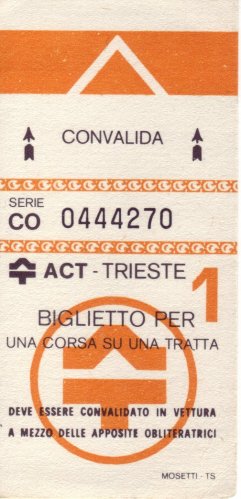 CONVALIDA
SERIE
CO 0444270
ACT - TRIESTE
1
BIGLIETTO PER
UNA CORSA SU UNA TRATTA
DEVE ESSERE CONVALIDATO IN VETTURA
A MEZZO DELLE APPOSITE OBLITERATRICI
MOSETTI - TS